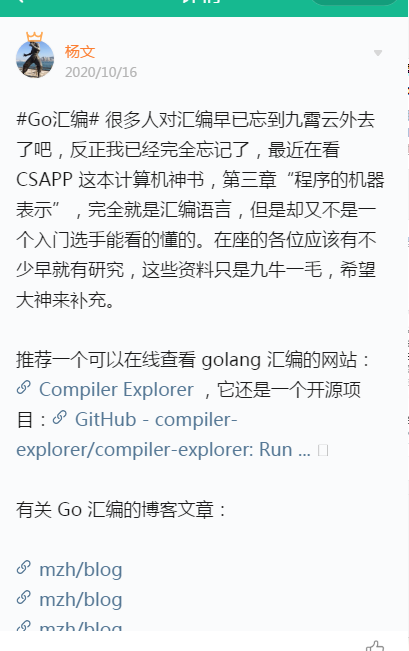 杨文
2020/10/16
#Go汇编# 很多人对汇编早已忘到九霄云外去
了吧，反正我已经完全忘记了，最近在看
CSAPP 这本计算机神书，第三章“程序的机器
表示”，完全就是汇编语言，但是却又不是一
个入门选手能看的懂的。在座的各位应该有不
少早就有研究，这些资料只是九牛一毛，希望
大神来补充。
推荐一个可以在线查看 golang 汇编的网站：
Compiler Explorer ，它还是一个开源项
目：GitHub - compiler-
explorer/compiler-explorer: Run ...
有关 Go 汇编的博客文章：
mzh/blog
mzh/blog
mzh/blog